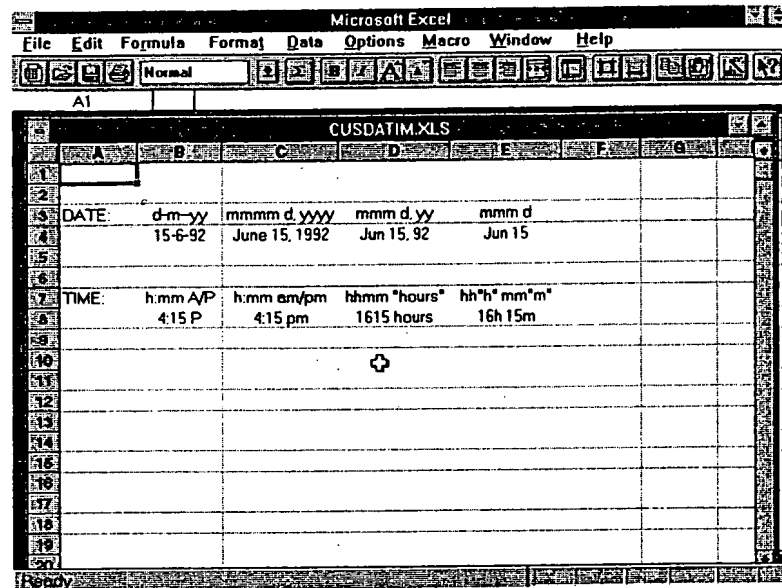 Microsoft Excel
File Edit Formula Format Data Options Macro Window Help
Normal
A1
CUSDATIM.XLS
A B C D E F G
1
2
3 DATE: d-m-yy mmmm d, yyyy mmm d, yy mmm d
4 15-6-92 June 15, 1992 Jun 15, 92 Jun 15
5
6
7 TIME: h:mm A/P h:mm am/pm hhmm "hours" hh"h" mm"m"
8 4:15 P 4:15 pm 1615 hours 16h 15m
9
10
11
12
13
14
15
16
17
18
19
20
Ready